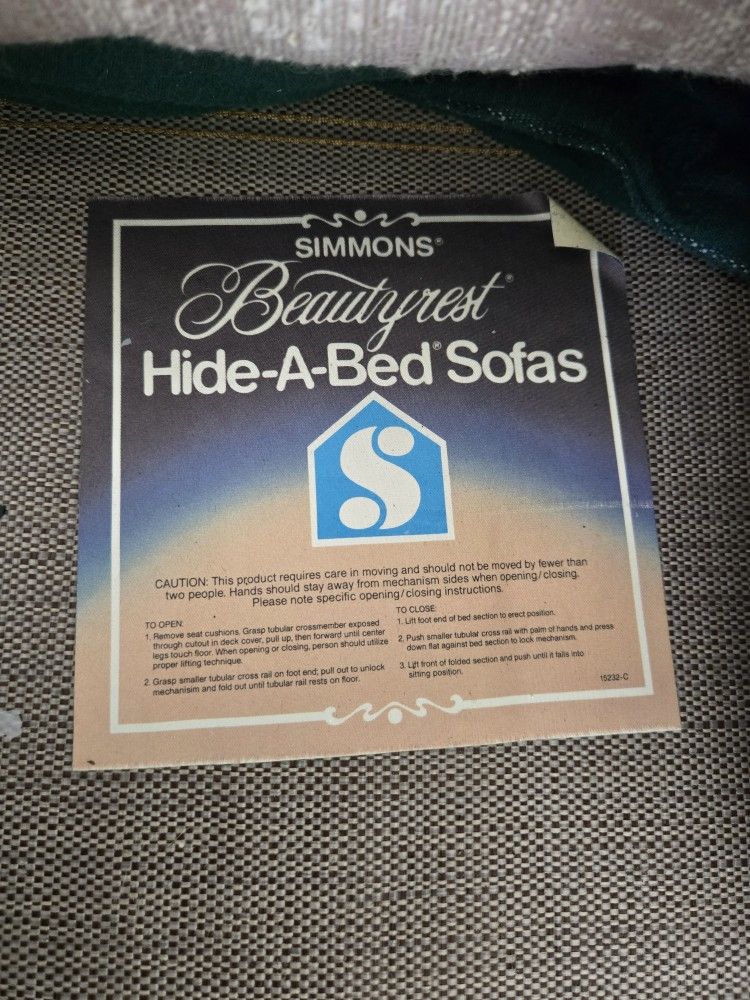 SIMMONS®
Beautyrest®
Hide-A-Bed® Sofas
S
CAUTION: This product requires care in moving and should not be moved by fewer than
two people. Hands should stay away from mechanism sides when opening/closing.
Please note specific opening/closing instructions.
TO OPEN:
1. Remove seat cushions. Grasp tubular crossmember exposed
through cutout in deck cover, pull up, then forward until center
legs touch floor. When opening or closing, person should utilize
proper lifting technique.
2. Grasp smaller tubular cross rail on foot end; pull out to unlock
mechanism and fold out until tubular rail rests on floor.
TO CLOSE:
1. Lift foot end of bed section to erect position.
2. Push smaller tubular cross rail with palm of hands and press
down flat against bed section to lock mechanism.
3. Lift front of folded section and push until it falls into
sitting position.
15232-C